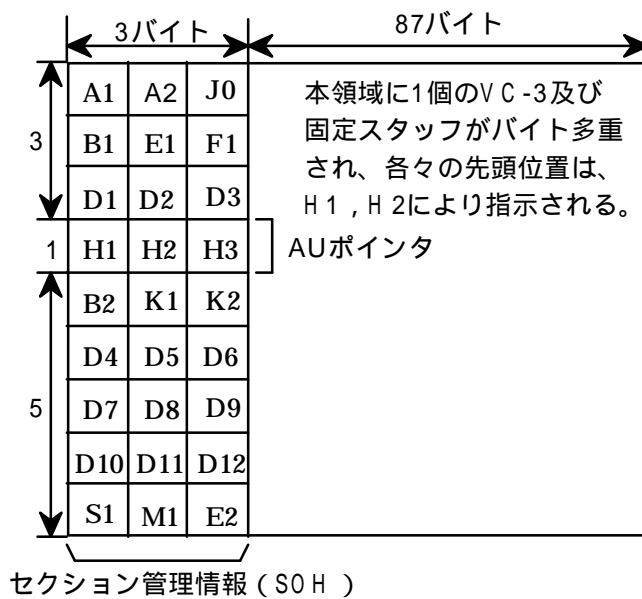 3バイト 87バイト
A1 A2 J0
B1 E1 F1
D1 D2 D3
3
本領域に1個のVC-3及び
固定スタッフがバイト多重
され、各々の先頭位置は、
H1,H2により指示される。
1 H1 H2 H3 AUポインタ
B2 K1 K2
D4 D5 D6
5 D7 D8 D9
D10 D11 D12
S1 M1 E2
セクション管理情報(SOH)